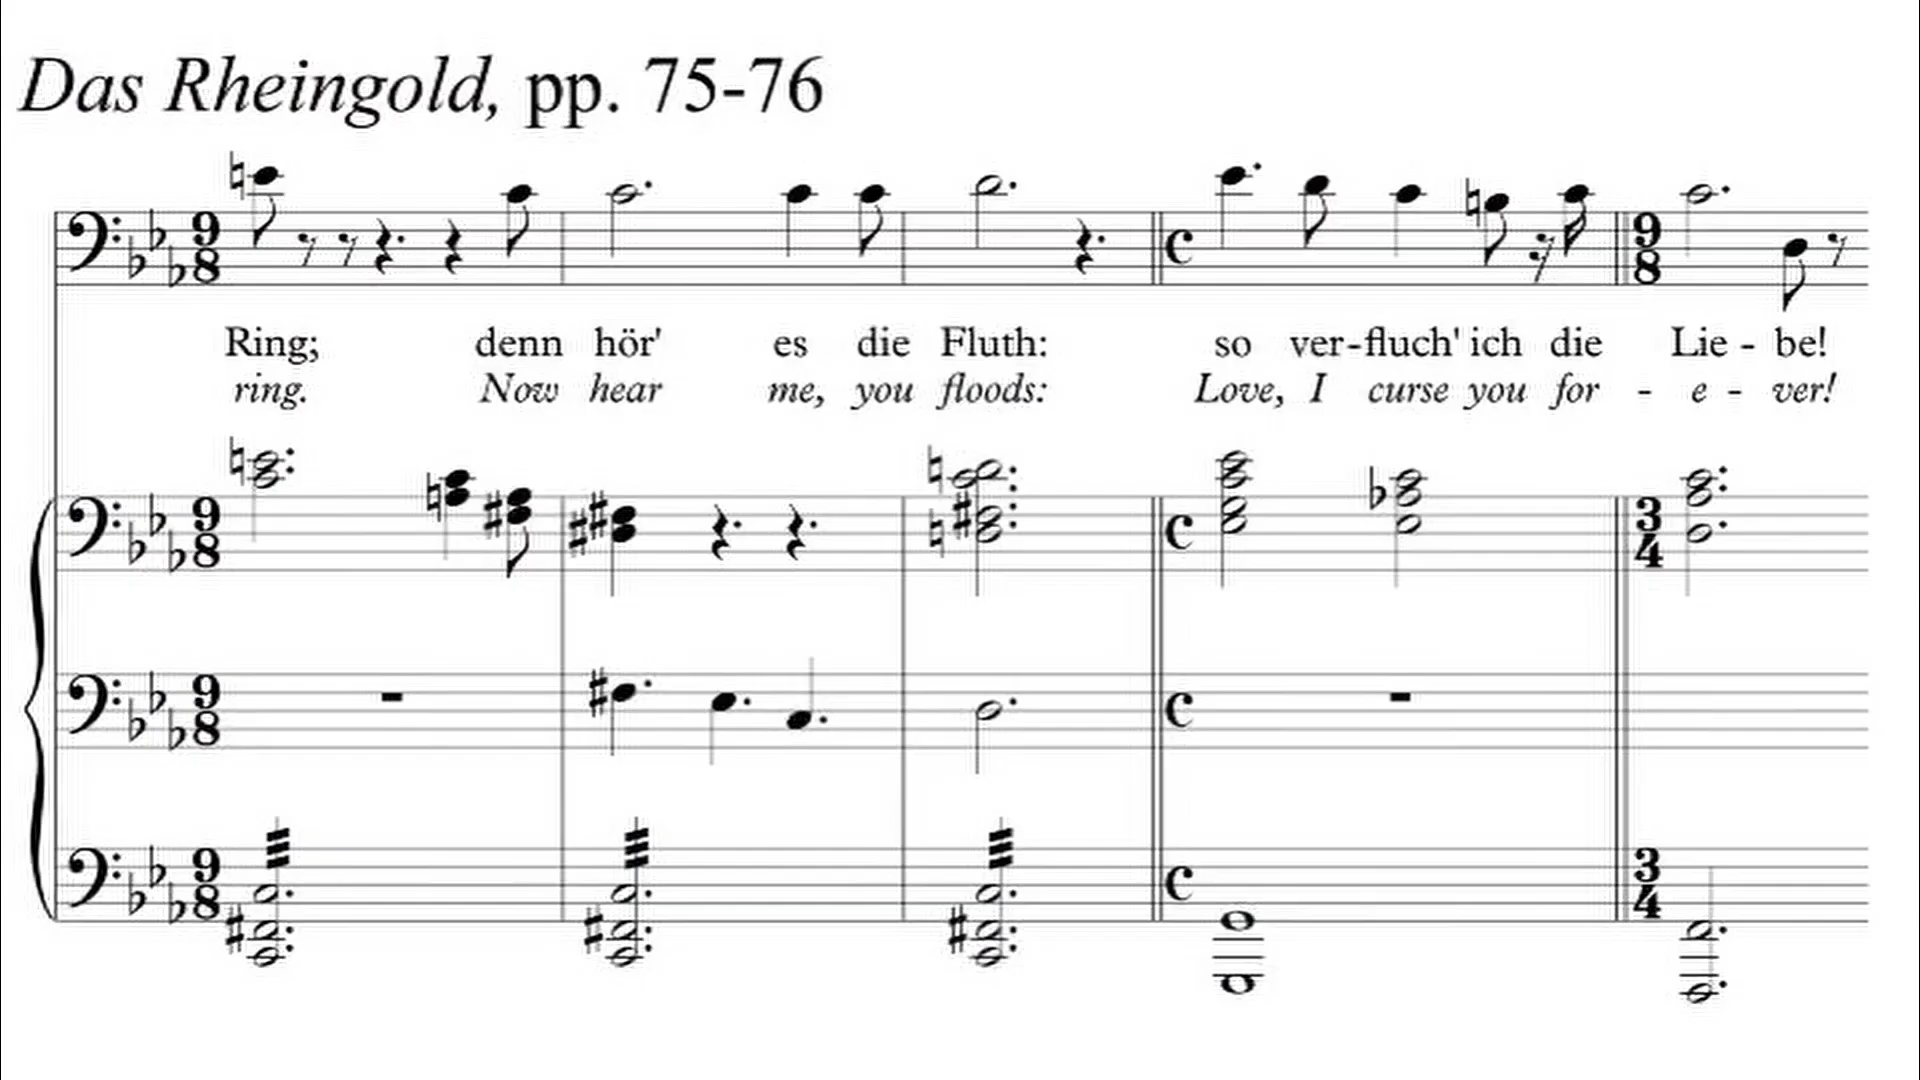 Das Rheingold, pp. 75-76
Ring; denn hör' es die Fluth: so ver-fluch' ich die Lie - be!
ring. Now hear me, you floods: Love, I curse you for - e - ver!